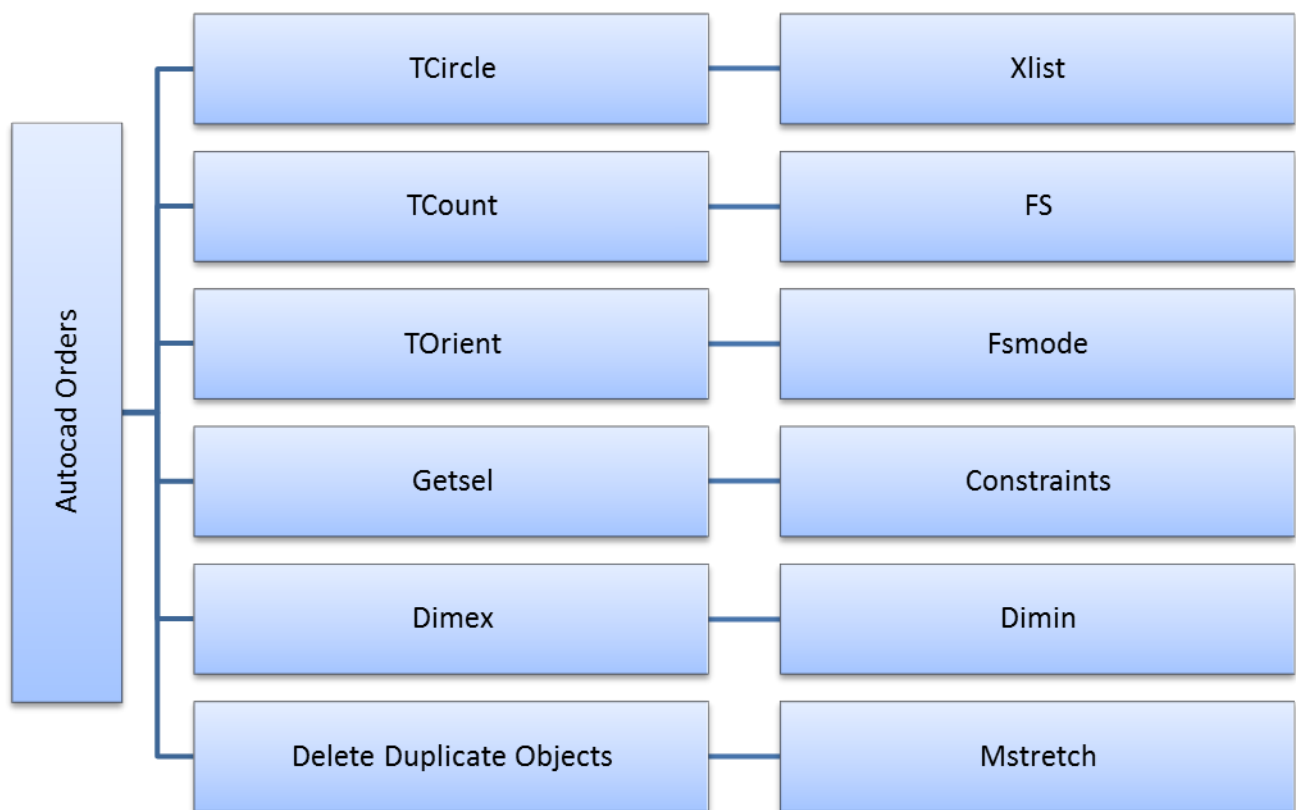 Autocad Orders
TCircle
Xlist
TCount
FS
TOrient
Fsmode
Getsel
Constraints
Dimex
Dimin
Delete Duplicate Objects
Mstretch